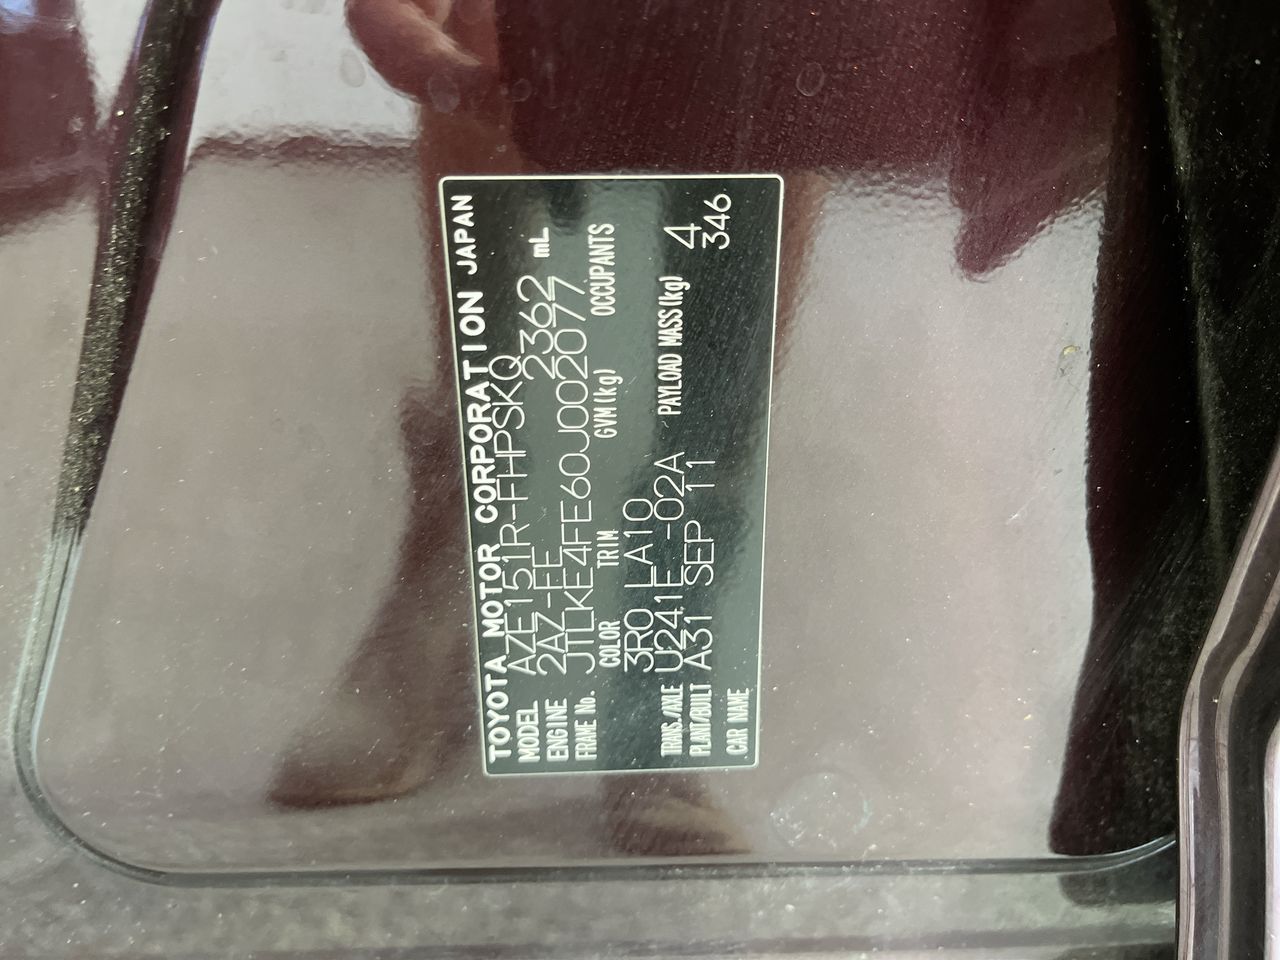 TOYOTA MOTOR CORPORATION JAPAN
MODEL AZE151R-FHPSKQ
ENGINE 2AZ-FE 2362 mL
FRAME No. JTLKE4FE60J002077
COLOR TRIM GVM(kg) OCCUPANTS
3R0 LA10
TRANS./AXLE U241E -02A PAYLOAD MASS(kg) 4
PLANT/BUILT A31 SEP 11 346
CAR NAME